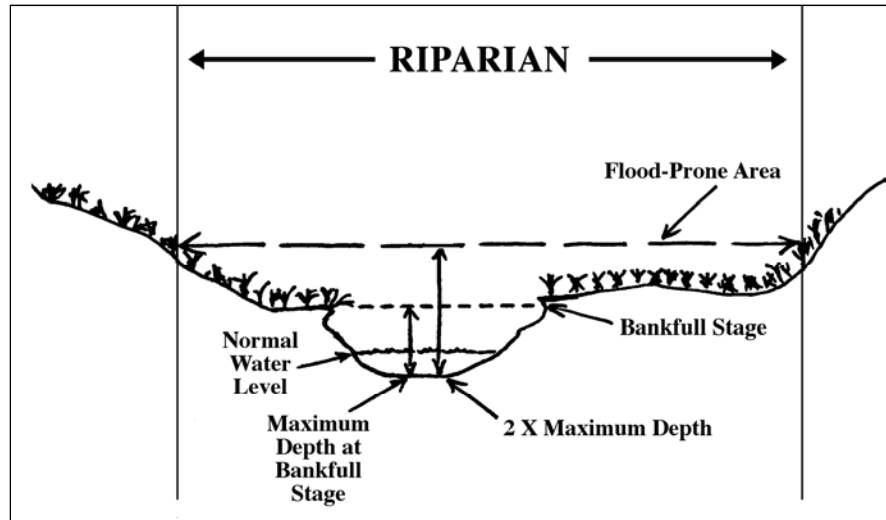 RIPARIAN
Flood-Prone Area
Bankfull Stage
Normal
Water
Level
Maximum
Depth at
Bankfull
Stage
2 X Maximum Depth